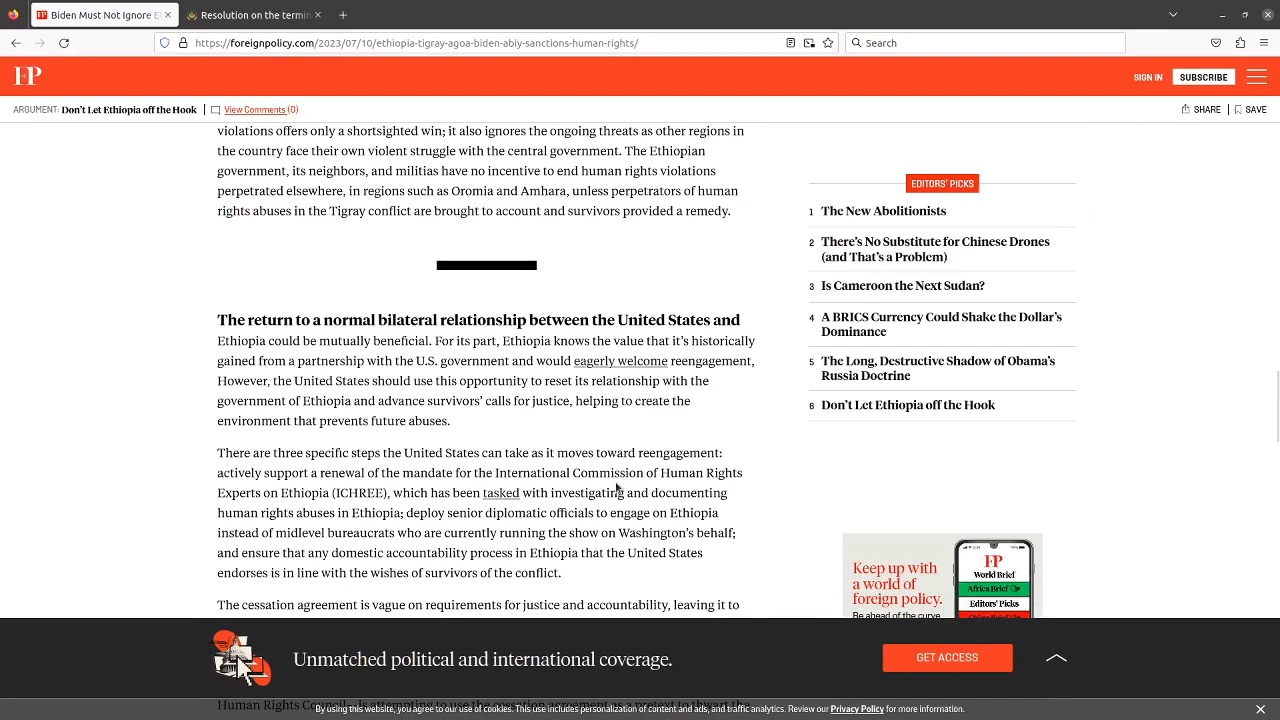 Biden Must Not Ignore E
Resolution on the termin
https://foreignpolicy.com/2023/07/10/ethiopia-tigray-agoa-biden-abiy-sanctions-human-rights/
Search
FP
SIGN IN
SUBSCRIBE
ARGUMENT: Don't Let Ethiopia off the Hook
View Comments (0)
SHARE
SAVE
violations offers only a shortsighted win; it also ignores the ongoing threats as other regions in
the country face their own violent struggle with the central government. The Ethiopian
government, its neighbors, and militias have no incentive to end human rights violations
perpetrated elsewhere, in regions such as Oromia and Amhara, unless perpetrators of human
rights abuses in the Tigray conflict are brought to account and survivors provided a remedy.
The return to a normal bilateral relationship between the United States and
Ethiopia could be mutually beneficial. For its part, Ethiopia knows the value that it's historically
gained from a partnership with the U.S. government and would eagerly welcome reengagement,
However, the United States should use this opportunity to reset its relationship with the
government of Ethiopia and advance survivors' calls for justice, helping to create the
environment that prevents future abuses.
There are three specific steps the United States can take as it moves toward reengagement:
actively support a renewal of the mandate for the International Commission of Human Rights
Experts on Ethiopia (ICHREE), which has been tasked with investigating and documenting
human rights abuses in Ethiopia; deploy senior diplomatic officials to engage on Ethiopia
instead of midlevel bureaucrats who are currently running the show on Washington's behalf;
and ensure that any domestic accountability process in Ethiopia that the United States
endorses is in line with the wishes of survivors of the conflict.
The cessation agreement is vague on requirements for justice and accountability, leaving it to
EDITORS' PICKS
1 The New Abolitionists
2 There's No Substitute for Chinese Drones
(and That's a Problem)
3 Is Cameroon the Next Sudan?
4 A BRICS Currency Could Shake the Dollar's
Dominance
5 The Long, Destructive Shadow of Obama's
Russia Doctrine
6 Don't Let Ethiopia off the Hook
Keep up with
a world of
foreign policy.
Be ahead of the curve
FP
World Brief
Africa Brief
Editors' Picks
Unmatched political and international coverage.
GET ACCESS
Human Rights Council—is attempting to use the cessation agreement as a pretext to thwart the
By using this website, you agree to our use of cookies. This use includes personalization of content and ads, and traffic analytics. Review our Privacy Policy for more information.